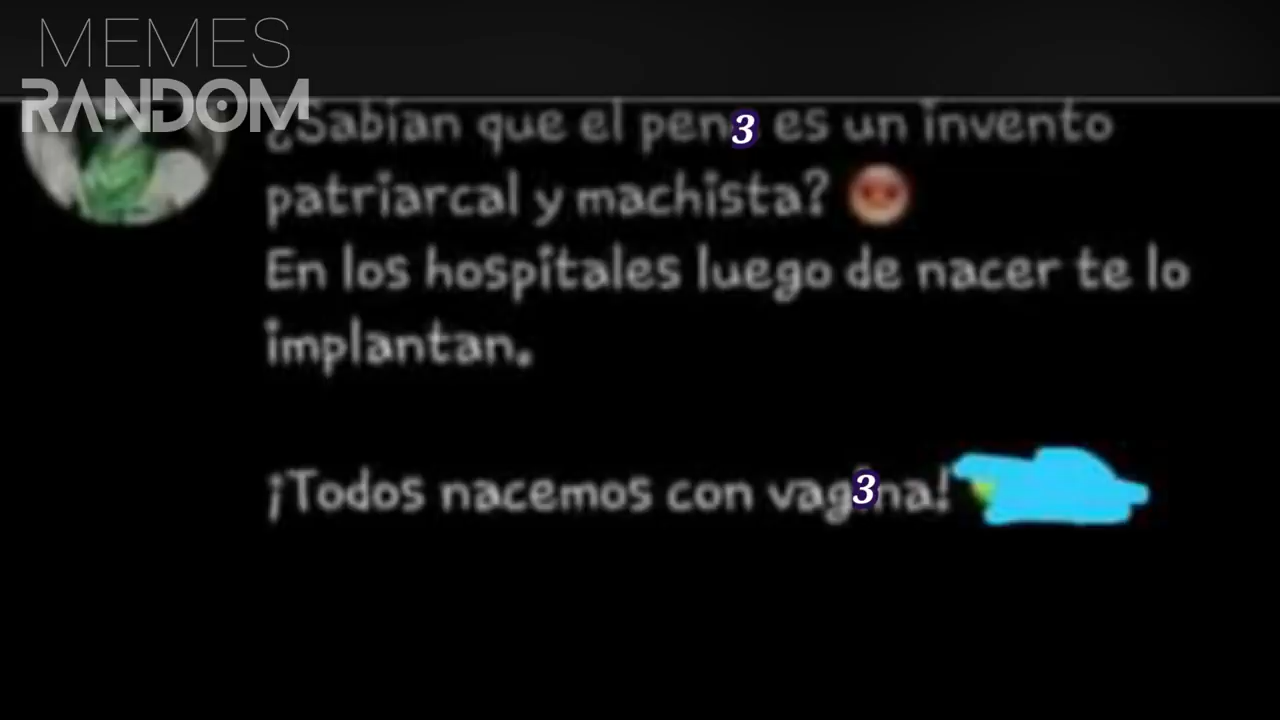 MEMES
RANDOM
¿Sabían que el pen3 es un invento
patriarcal y machista?
En los hospitales luego de nacer te lo
implantan.
¡Todos nacemos con vag3na!